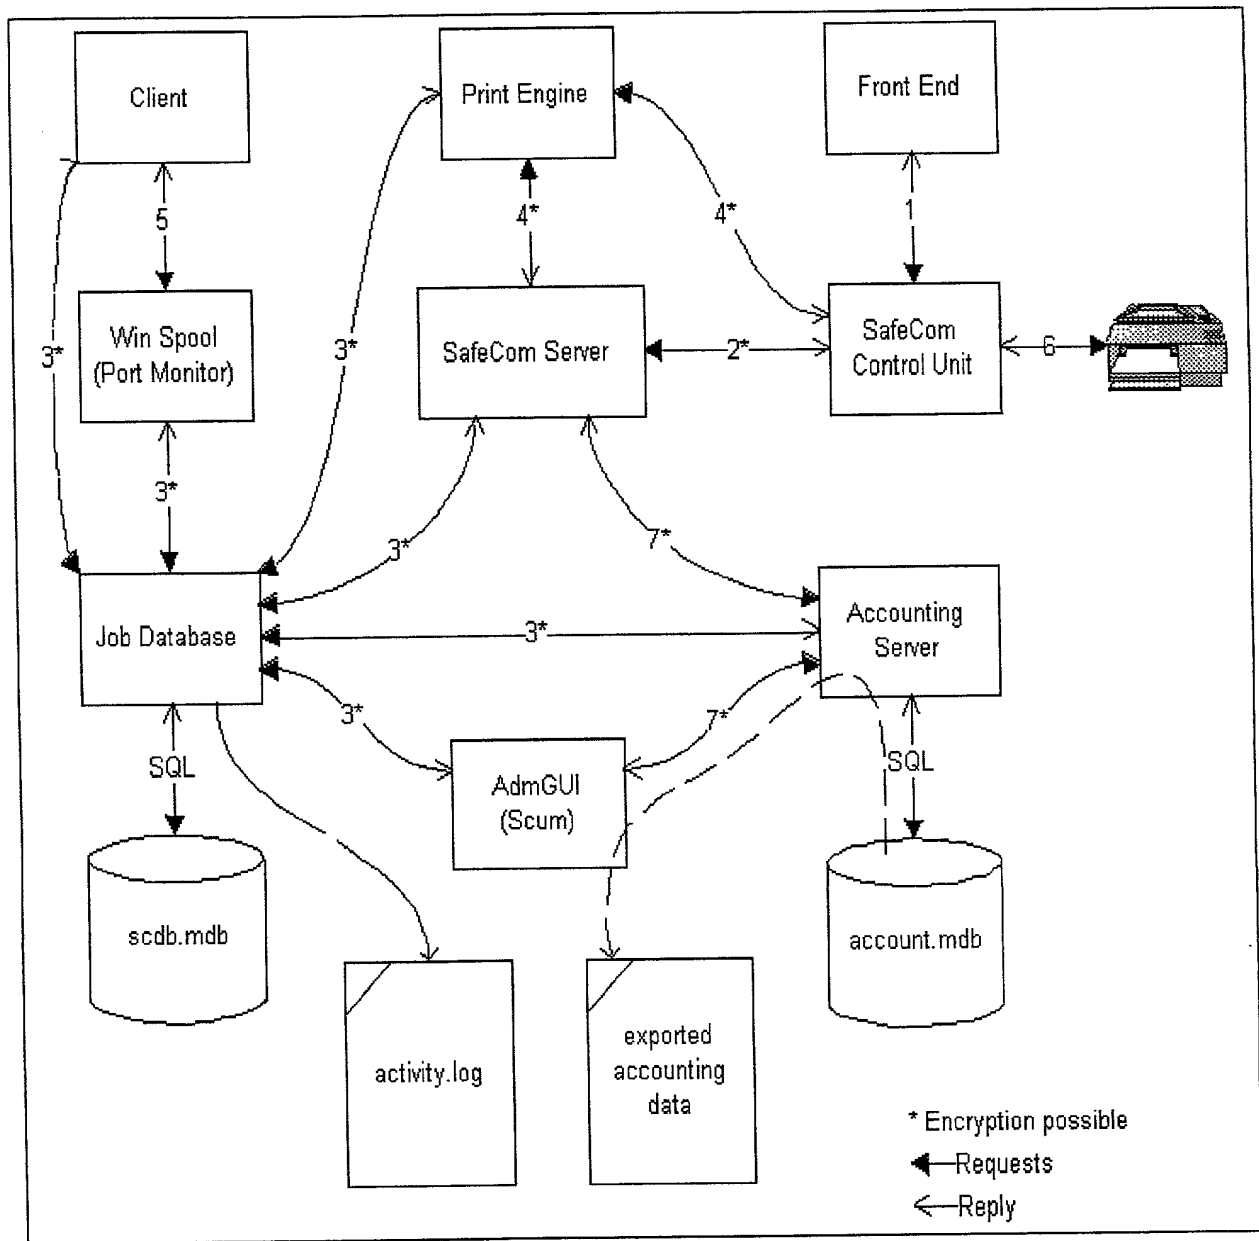 Client
Print Engine
Front End
5
4*
4*
1
3*
Win Spool
(Port Monitor)
3*
SafeCom Server
2*
SafeCom
Control Unit
6
3*
3*
7*
Job Database
3*
Accounting
Server
3*
7*
SQL
AdmGUI
(Scum)
SQL
scdb.mdb
account.mdb
activity.log
exported
accounting
data
* Encryption possible
Requests
Reply